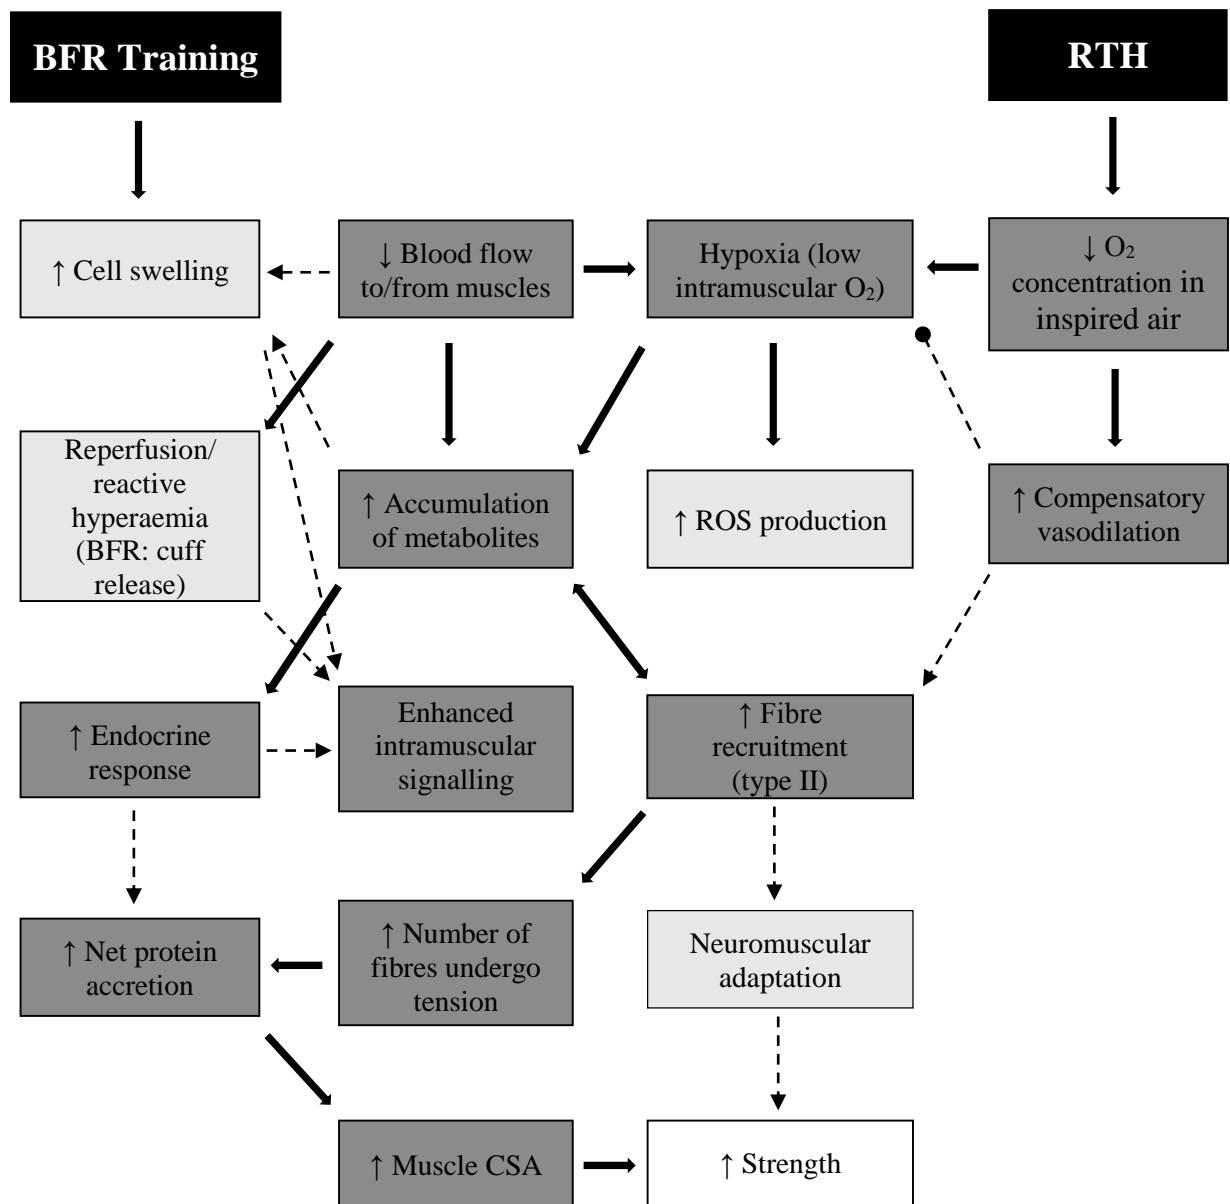 BFR Training
RTH
↑ Cell swelling
↓ Blood flow
to/from muscles
Hypoxia (low
intramuscular O₂)
↓ O₂
concentration in
inspired air
Reperfusion/
reactive
hyperaemia
(BFR: cuff
release)
↑ Accumulation
of metabolites
↑ ROS production
↑ Compensatory
vasodilation
↑ Endocrine
response
Enhanced
intramuscular
signalling
↑ Fibre
recruitment
(type II)
↑ Net protein
accretion
↑ Number of
fibres undergo
tension
Neuromuscular
adaptation
↑ Muscle CSA
↑ Strength